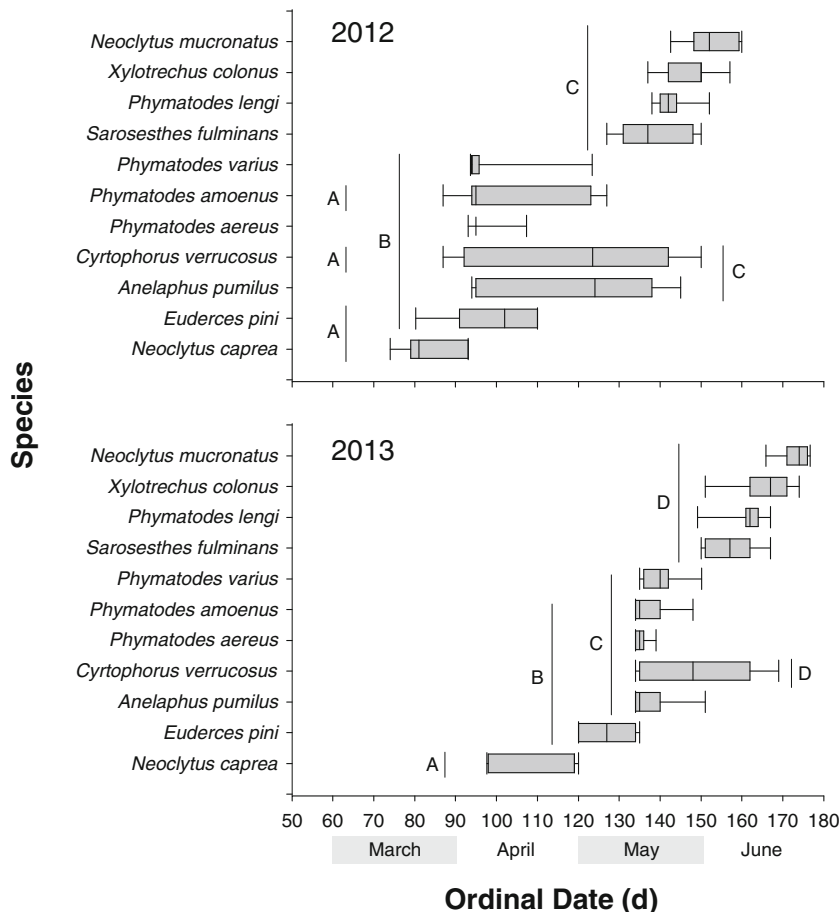 2012
Neoclytus mucronatus
Xylotrechus colonus
Phymatodes lengi
C
Sarosesthes fulminans
Phymatodes varius
Phymatodes amoenus
A
Phymatodes aereus
B
Cyrtophorus verrucosus
A
C
Anelaphus pumilus
Euderces pini
A
Neoclytus caprea
Species
2013
Neoclytus mucronatus
Xylotrechus colonus
D
Phymatodes lengi
Sarosesthes fulminans
Phymatodes varius
Phymatodes amoenus
C
Phymatodes aereus
B
Cyrtophorus verrucosus
D
Anelaphus pumilus
Euderces pini
Neoclytus caprea
A
50 60 70 80 90 100 110 120 130 140 150 160 170 180
March April May June
Ordinal Date (d)